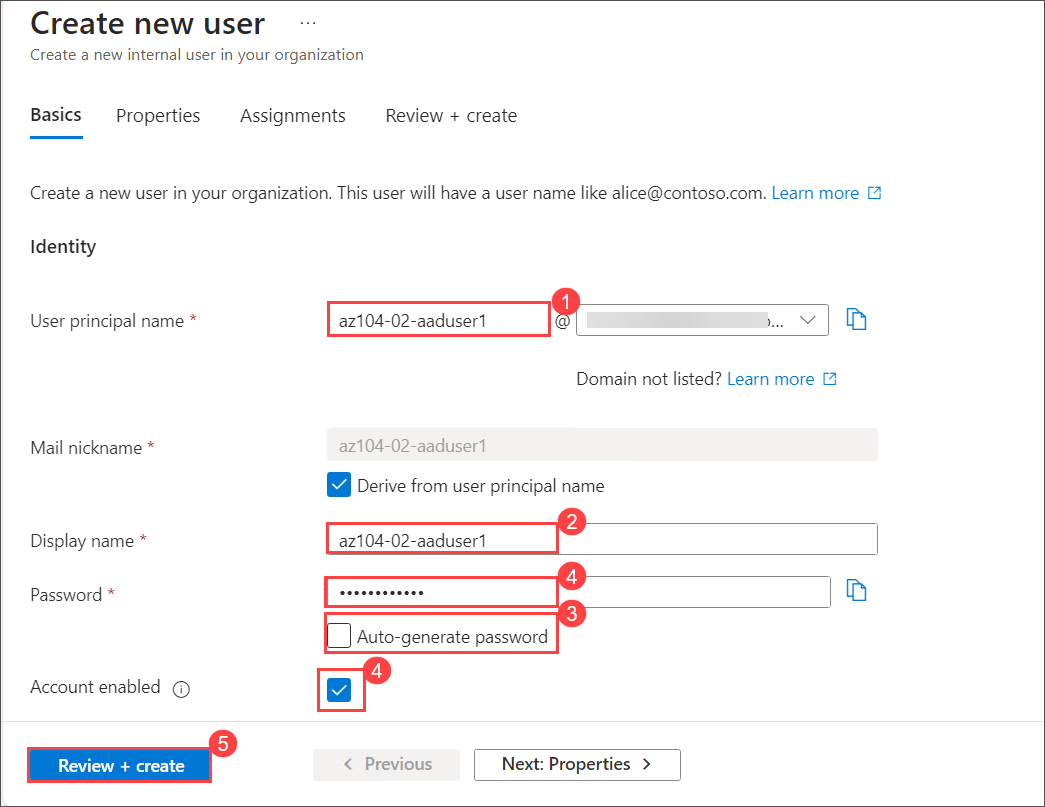 Create new user ...
Create a new internal user in your organization
Basics Properties Assignments Review + create
Create a new user in your organization. This user will have a user name like alice@contoso.com. Learn more
Identity
User principal name * az104-02-aaduser1 1 @ ...
Domain not listed? Learn more
Mail nickname * az104-02-aaduser1
Derive from user principal name
Display name * az104-02-aaduser1 2
Password * •••••••••••• 4
Auto-generate password 3
Account enabled 4
Review + create 5 Previous Next: Properties